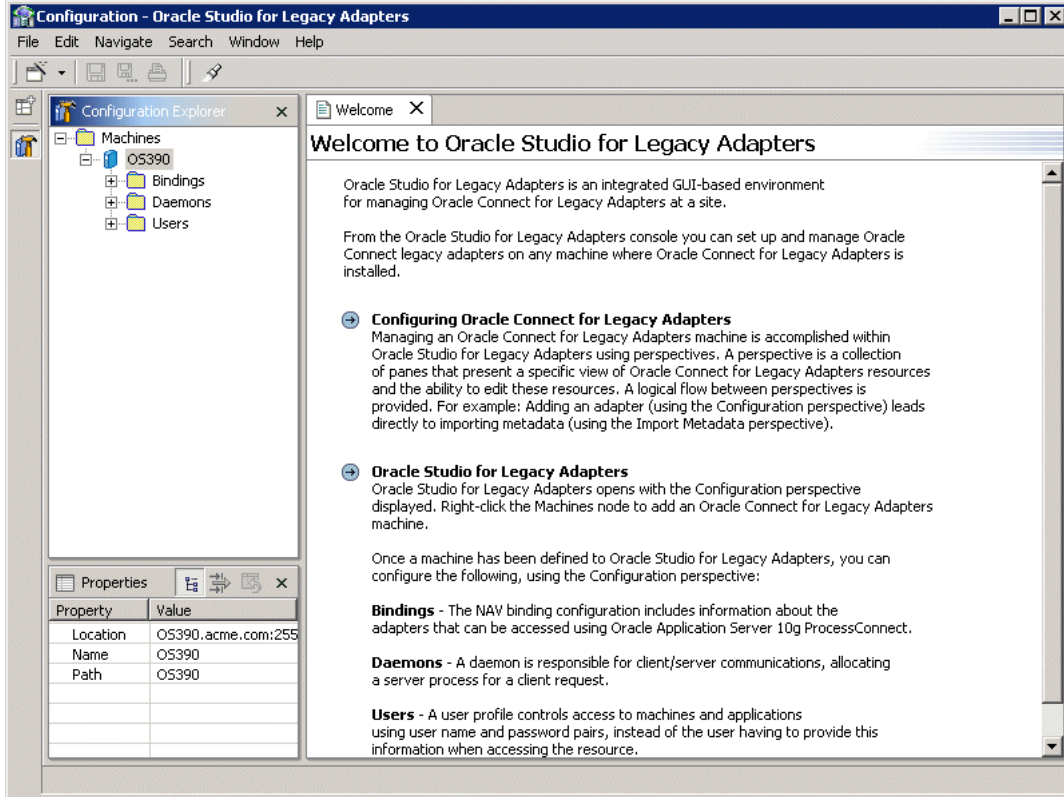 Configuration - Oracle Studio for Legacy Adapters
File Edit Navigate Search Window Help
Configuration Explorer
Machines
OS390
Bindings
Daemons
Users
Welcome
Welcome to Oracle Studio for Legacy Adapters
Oracle Studio for Legacy Adapters is an integrated GUI-based environment
for managing Oracle Connect for Legacy Adapters at a site.
From the Oracle Studio for Legacy Adapters console you can set up and manage Oracle
Connect legacy adapters on any machine where Oracle Connect for Legacy Adapters is
installed.
Configuring Oracle Connect for Legacy Adapters
Managing an Oracle Connect for Legacy Adapters machine is accomplished within
Oracle Studio for Legacy Adapters using perspectives. A perspective is a collection
of panes that present a specific view of Oracle Connect for Legacy Adapters resources
and the ability to edit these resources. A logical flow between perspectives is
provided. For example: Adding an adapter (using the Configuration perspective) leads
directly to importing metadata (using the Import Metadata perspective).
Oracle Studio for Legacy Adapters
Oracle Studio for Legacy Adapters opens with the Configuration perspective
displayed. Right-click the Machines node to add an Oracle Connect for Legacy Adapters
machine.
Once a machine has been defined to Oracle Studio for Legacy Adapters, you can
configure the following, using the Configuration perspective:
Bindings - The NAV binding configuration includes information about the
adapters that can be accessed using Oracle Application Server 10g ProcessConnect.
Daemons - A daemon is responsible for client/server communications, allocating
a server process for a client request.
Users - A user profile controls access to machines and applications
using user name and password pairs, instead of the user having to provide this
information when accessing the resource.
Properties
Property Value
Location OS390.acme.com:255
Name OS390
Path OS390